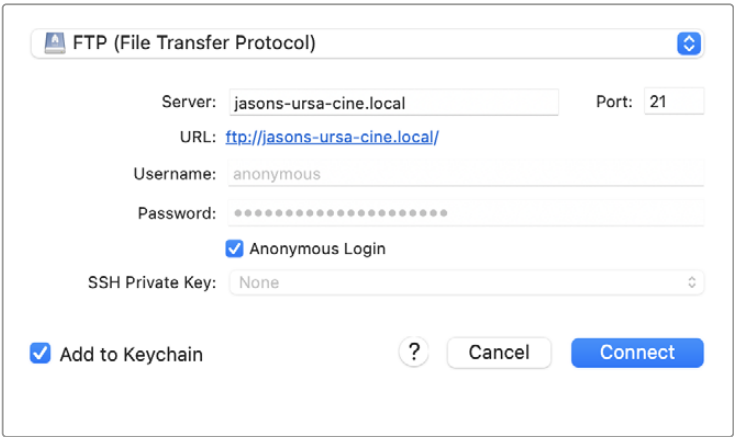 FTP (File Transfer Protocol)
Server: jasons-ursa-cine.local Port: 21
URL: ftp://jasons-ursa-cine.local/
Username: anonymous
Password: ●●●●●●●●●●●●●●●●●●●●●
Anonymous Login
SSH Private Key: None
Add to Keychain ? Cancel Connect